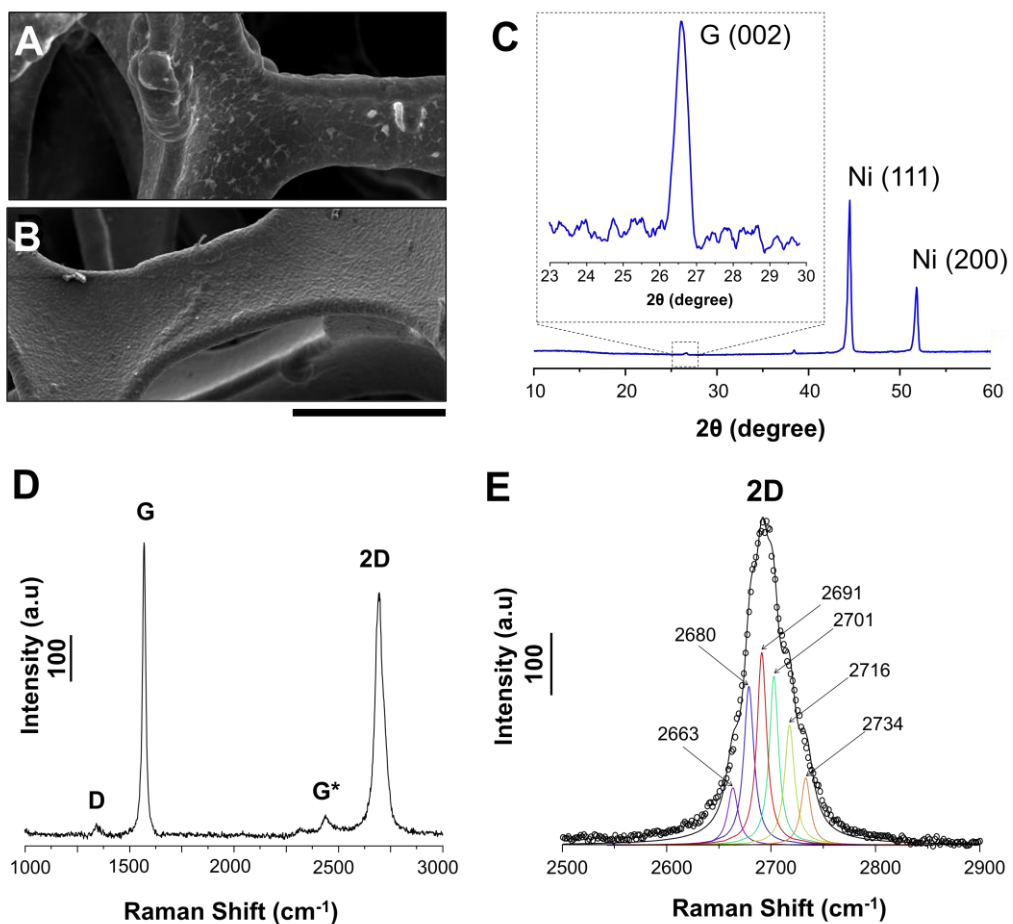 A
B
C
G (002)
Ni (111)
Ni (200)
23 24 25 26 27 28 29 30
2θ (degree)
10 20 30 40 50 60
2θ (degree)
D
G
D
G*
2D
Intensity (a.u)
100
1000 1500 2000 2500 3000
Raman Shift (cm⁻¹)
E
2D
2691
2701
2680
2716
2663
2734
Intensity (a.u)
100
2500 2600 2700 2800 2900
Raman Shift (cm⁻¹)